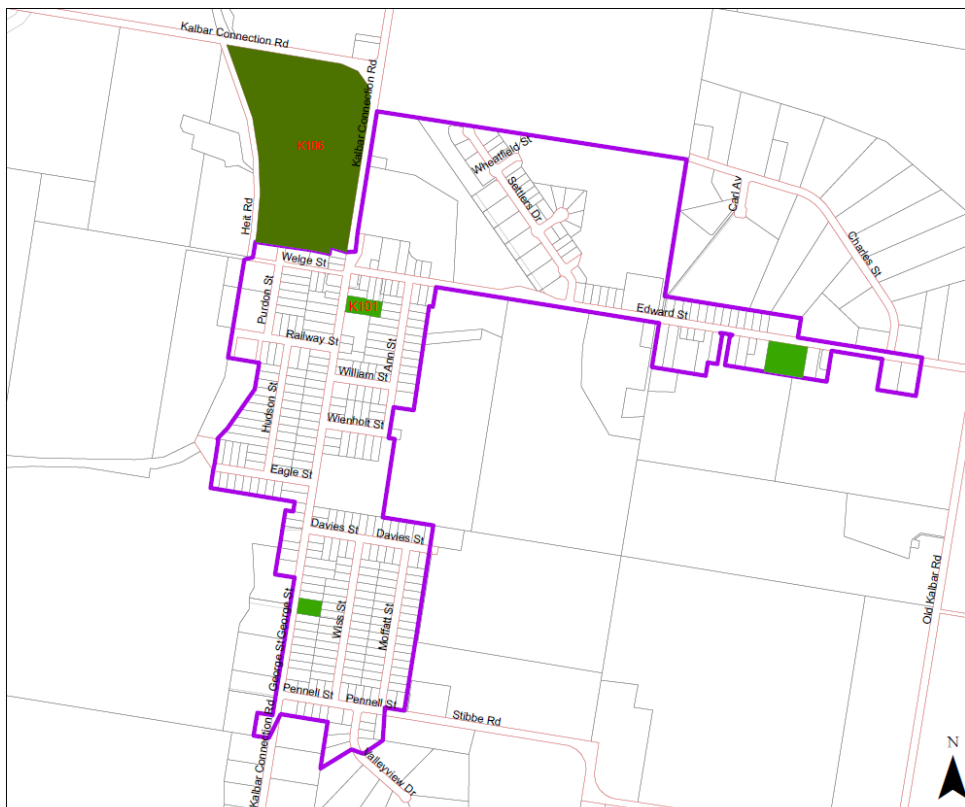 Kalbar Connection Rd
Kalbar Connection Rd
K106
Wheatfield St
Settlers Dr
Carl Av
Charles St
Heit Rd
Welge St
Purdon St
K101
Edward St
Railway St
Ann St
William St
Hudson St
Wienholt St
Eagle St
Davies St
Davies St
Old Kalbar Rd
George St
Wiss St
Moffatt St
George St
Pennell St
Pennell St
Stibbe Rd
Kalbar Connection Rd
Valleyview Dr
N